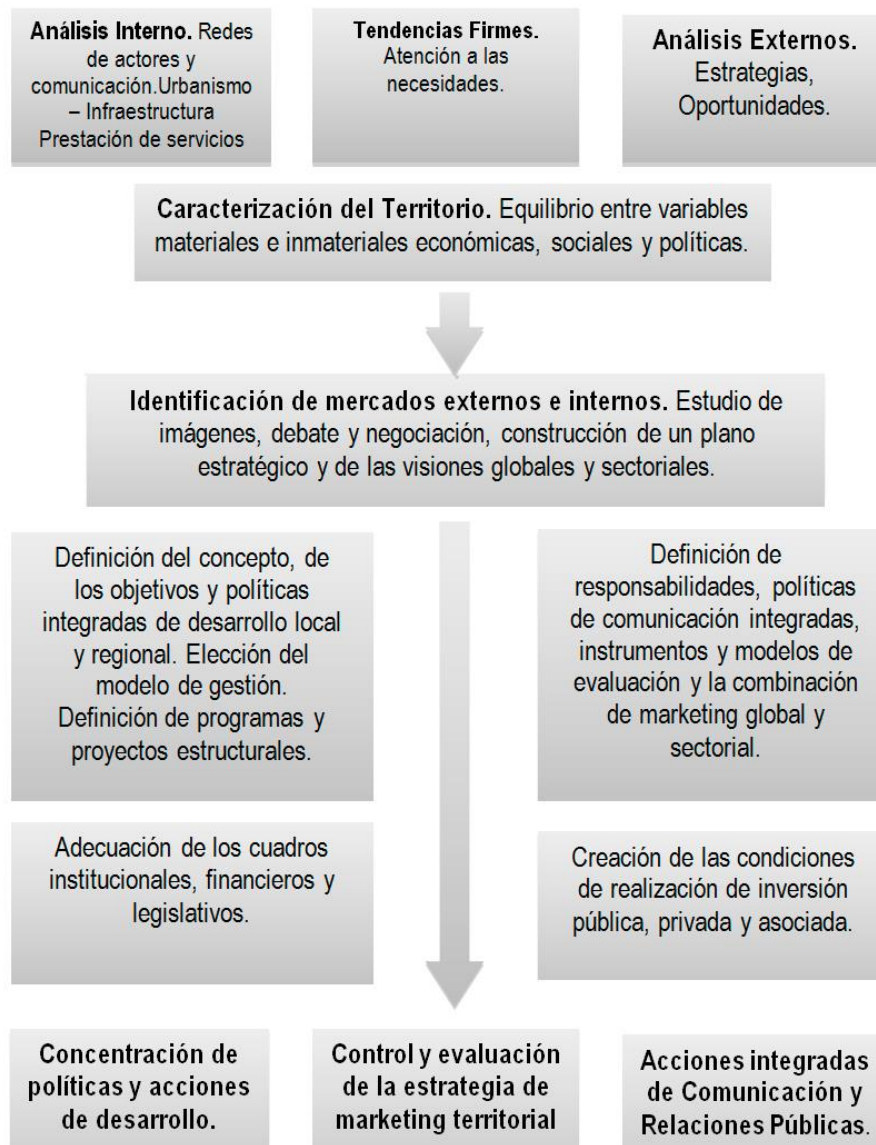 Análisis Interno. Redes
de actores y
comunicación.Urbanismo
– Infraestructura
Prestación de servicios
Tendencias Firmes.
Atención a las
necesidades.
Análisis Externos.
Estrategias,
Oportunidades.
Caracterización del Territorio. Equilibrio entre variables
materiales e inmateriales económicas, sociales y políticas.
Identificación de mercados externos e internos. Estudio de
imágenes, debate y negociación, construcción de un plano
estratégico y de las visiones globales y sectoriales.
Definición del concepto, de
los objetivos y políticas
integradas de desarrollo local
y regional. Elección del
modelo de gestión.
Definición de programas y
proyectos estructurales.
Definición de
responsabilidades, políticas
de comunicación integradas,
instrumentos y modelos de
evaluación y la combinación
de marketing global y
sectorial.
Adecuación de los cuadros
institucionales, financieros y
legislativos.
Creación de las condiciones
de realización de inversión
pública, privada y asociada.
Concentración de
políticas y acciones
de desarrollo.
Control y evaluación
de la estrategia de
marketing territorial
Acciones integradas
de Comunicación y
Relaciones Públicas.